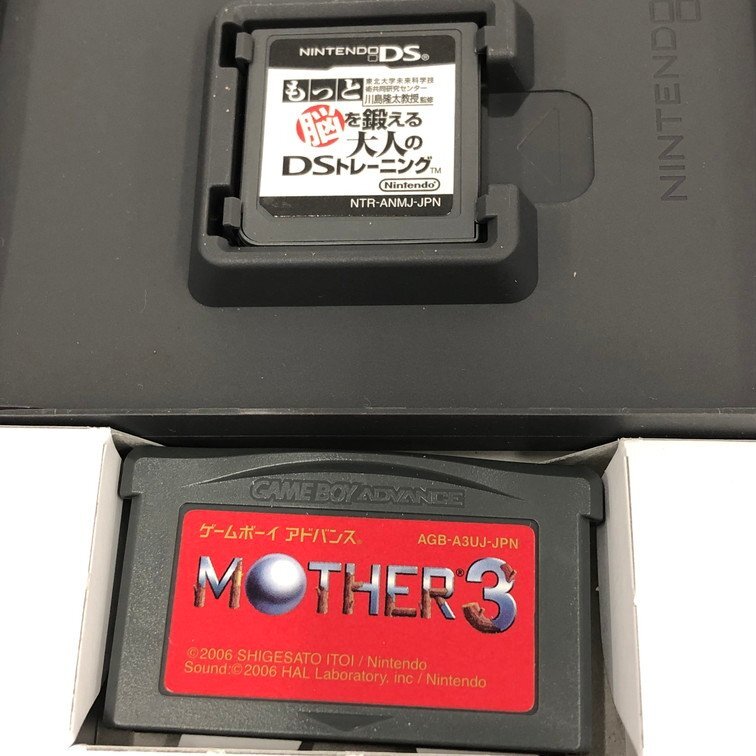 NINTENDO DS®
もっと
東北大学未来科学技
術共同研究センター
川島隆太教授 監修
脳を鍛える
大人の
DSトレーニング™
Nintendo
NTR-ANMJ-JPN
NINTENDO
GAME BOY ADVANCE
ゲームボーイ アドバンス®
AGB-A3UJ-JPN
MOTHER®3
©2006 SHIGESATO ITOI / Nintendo
Sound:©2006 HAL Laboratory, inc / Nintendo